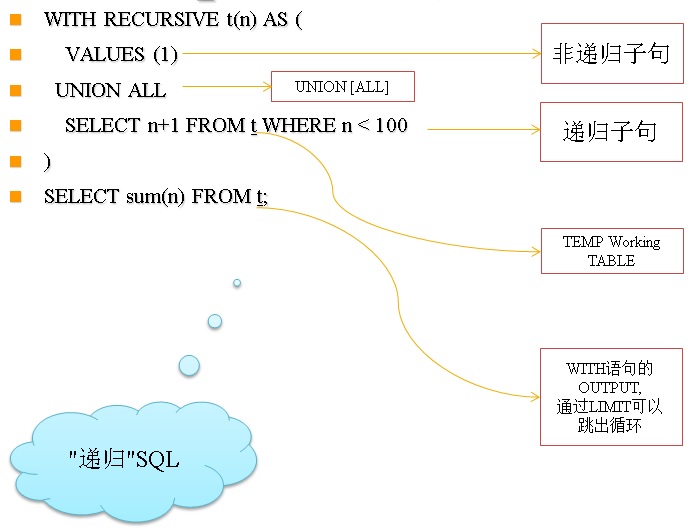 WITH RECURSIVE t(n) AS (
VALUES (1)
非递归子句
UNION ALL
UNION [ALL]
SELECT n+1 FROM t WHERE n < 100
递归子句
)
SELECT sum(n) FROM t;
TEMP Working
TABLE
WITH语句的
OUTPUT,
通过LIMIT可以
跳出循环
"递归"SQL